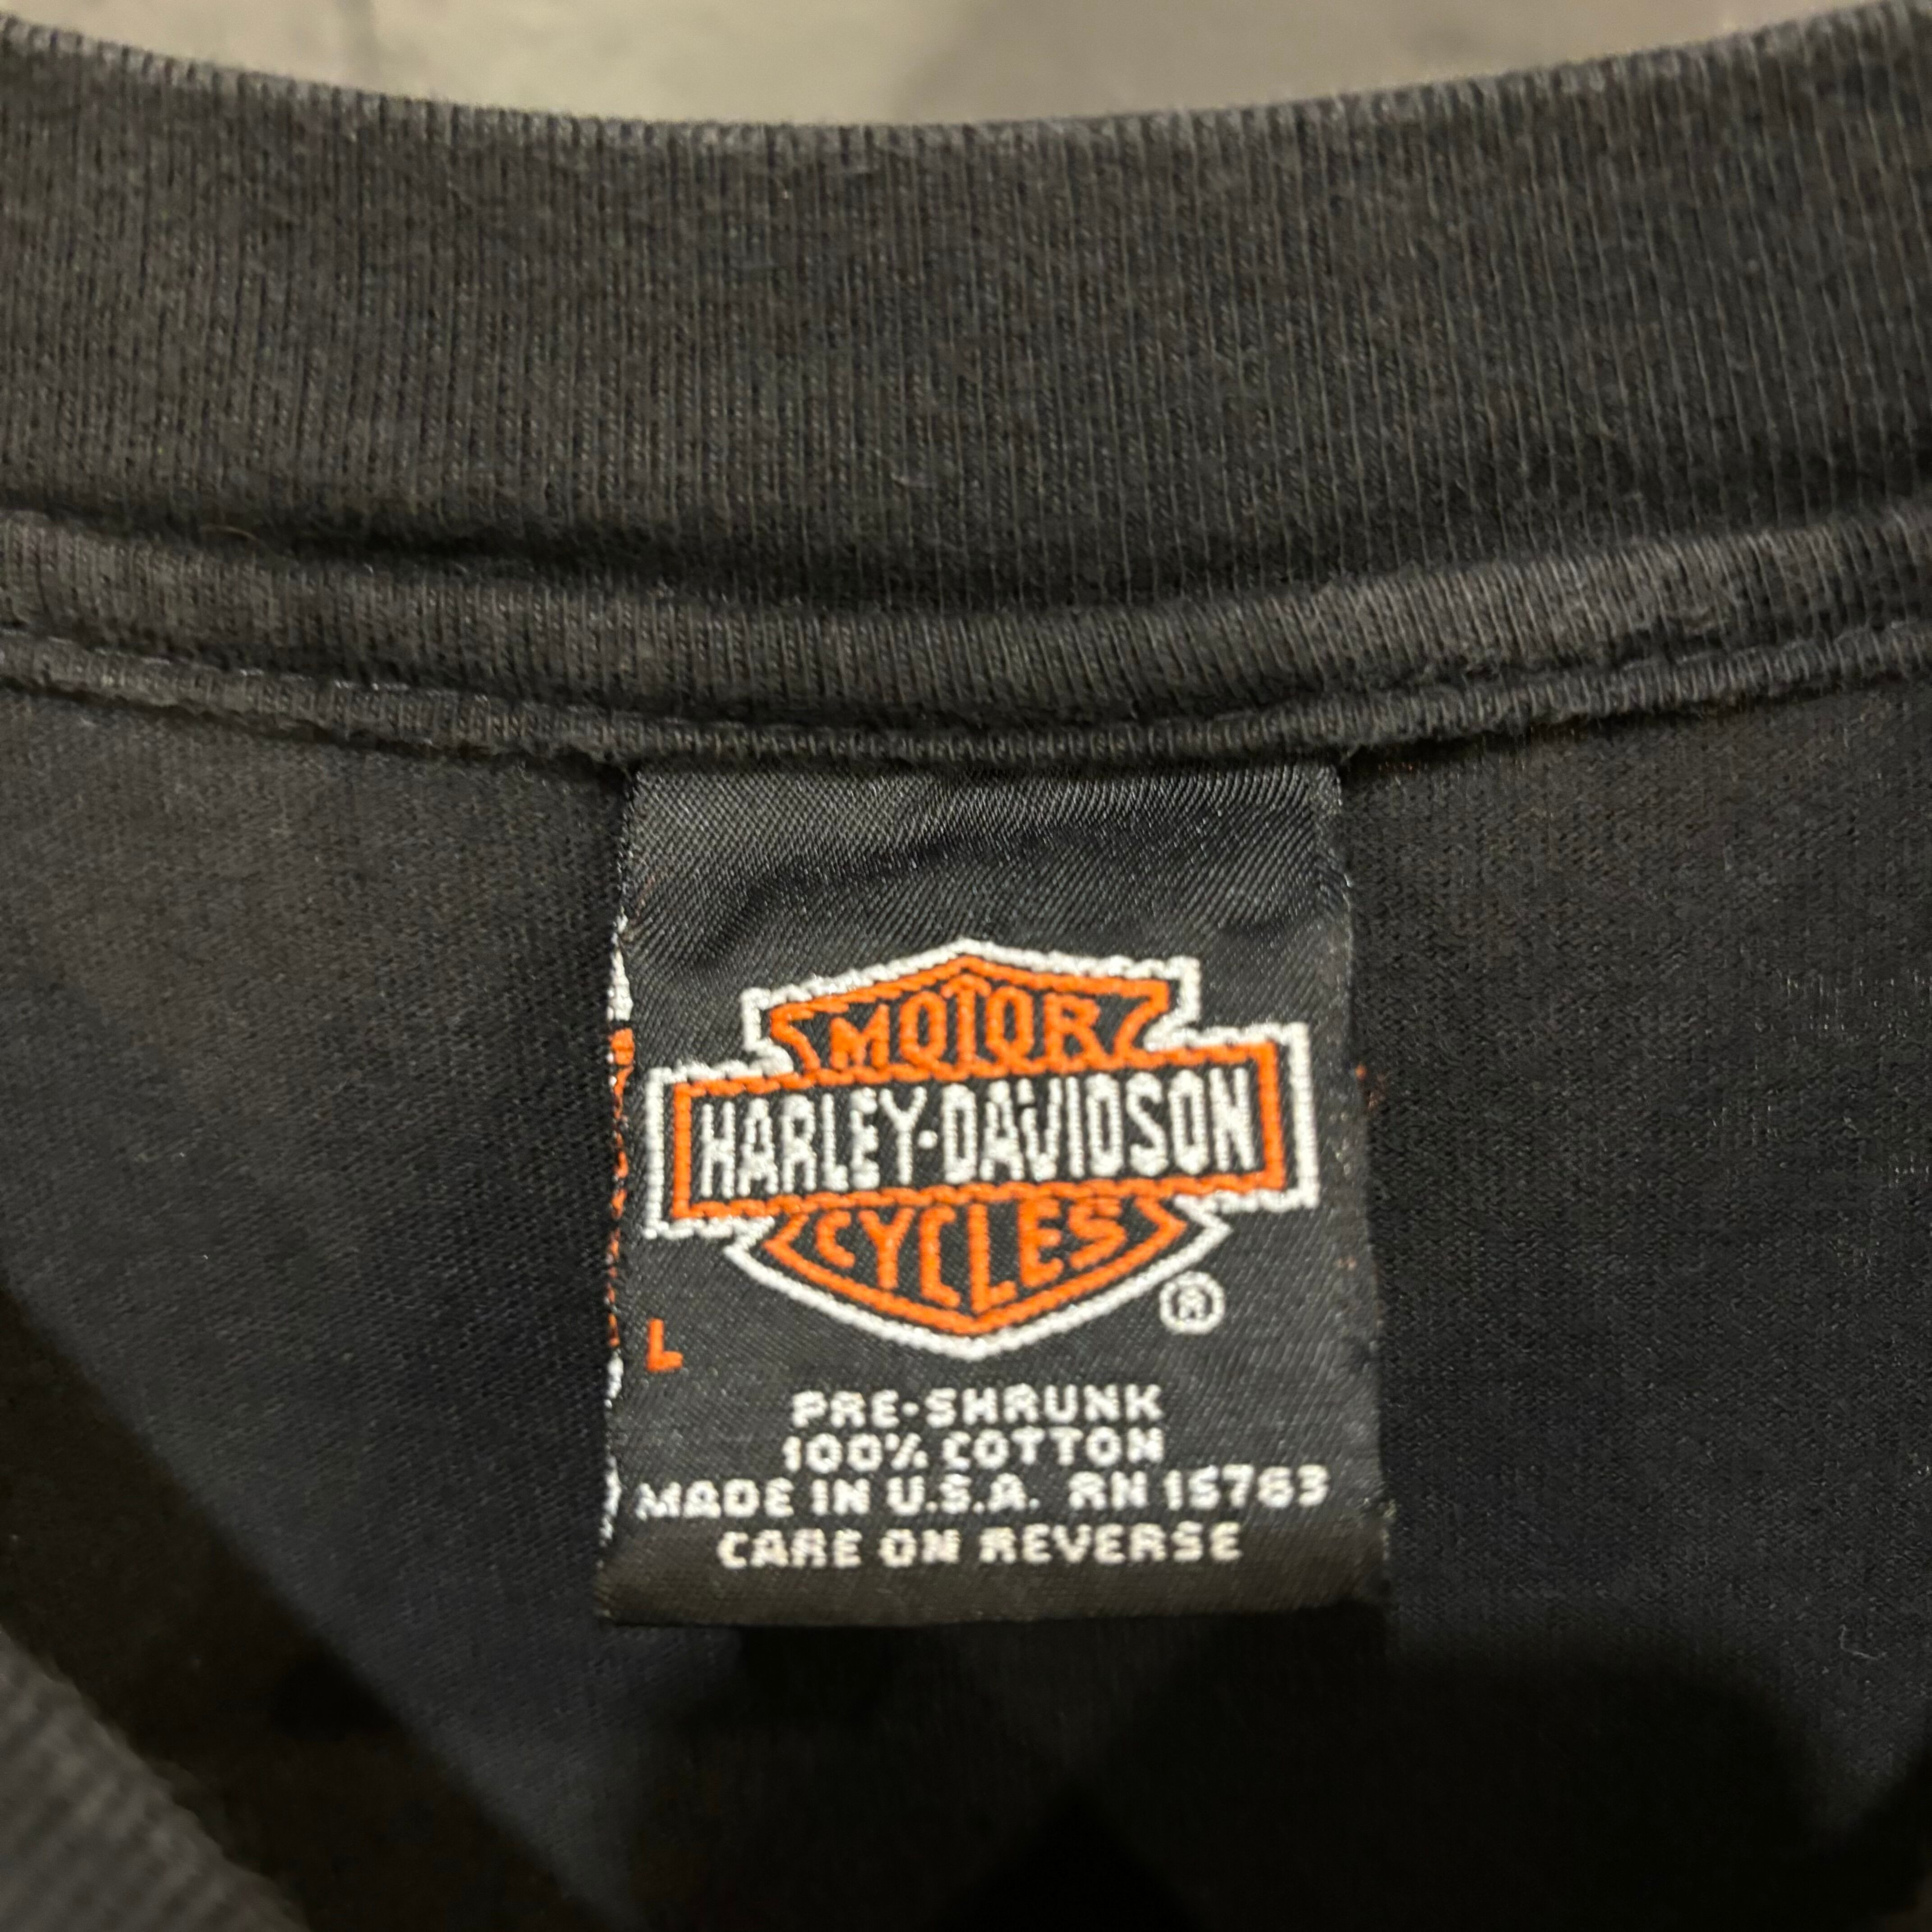 MOTOR
HARLEY-DAVIDSON
CYCLES
®
L
PRE-SHRUNK
100% COTTON
MADE IN U.S.A. RN 15763
CARE ON REVERSE